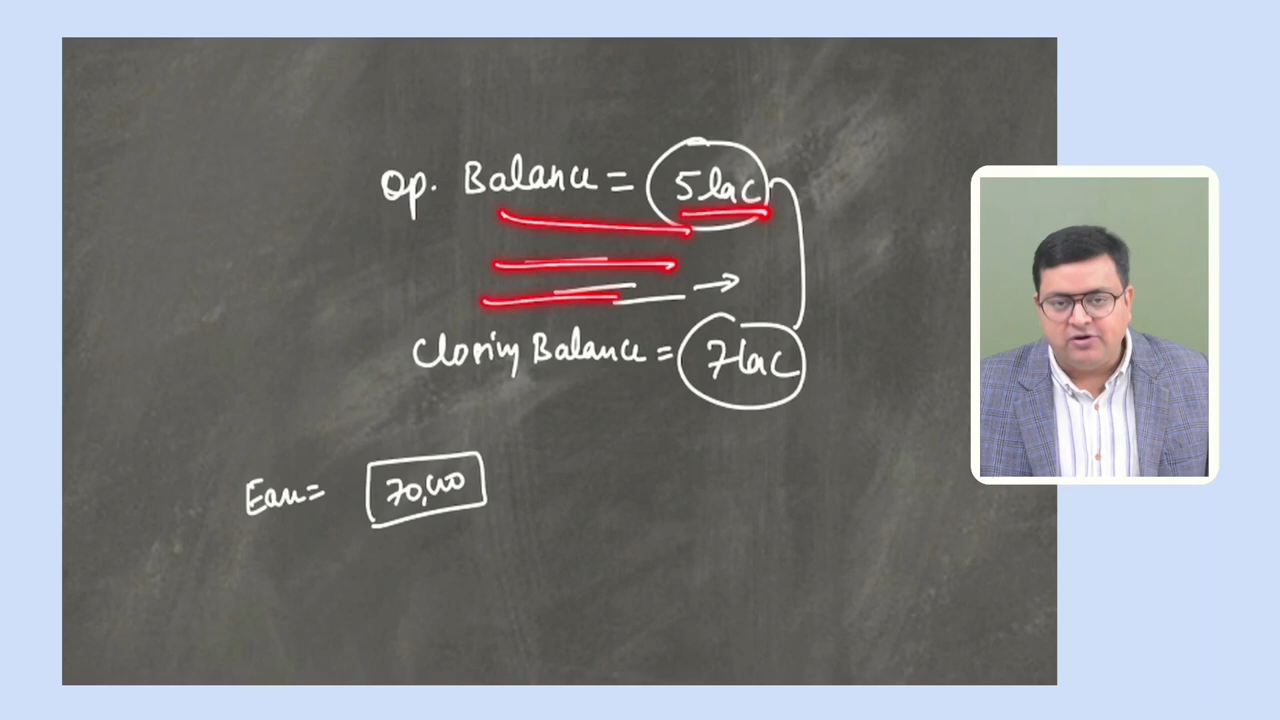 Op. Balance = 5 lac
Closing Balance = 7 lac
Earn = 70,000